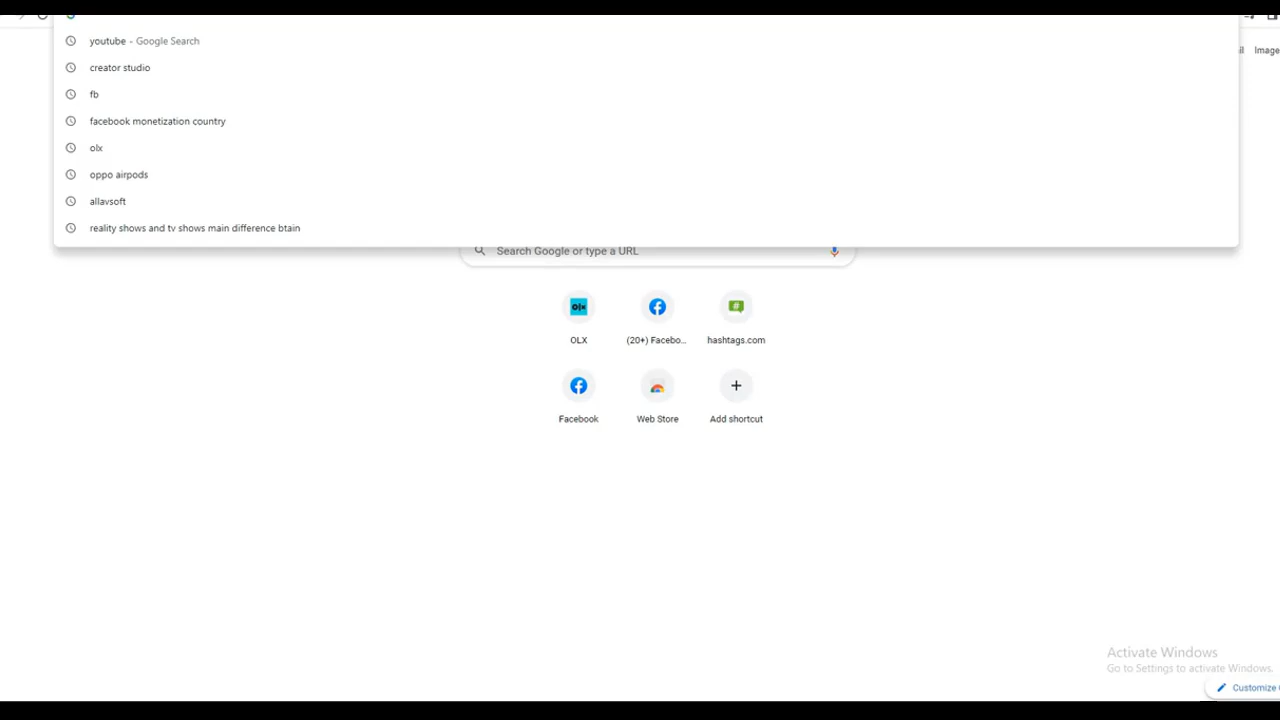 youtube - Google Search
creator studio
fb
facebook monetization country
olx
oppo airpods
allavsoft
reality shows and tv shows main difference btain
Image
Search Google or type a URL
OLX
(20+) Facebo...
hashtags.com
Facebook
Web Store
Add shortcut
Activate Windows
Go to Settings to activate Windows.
Customize